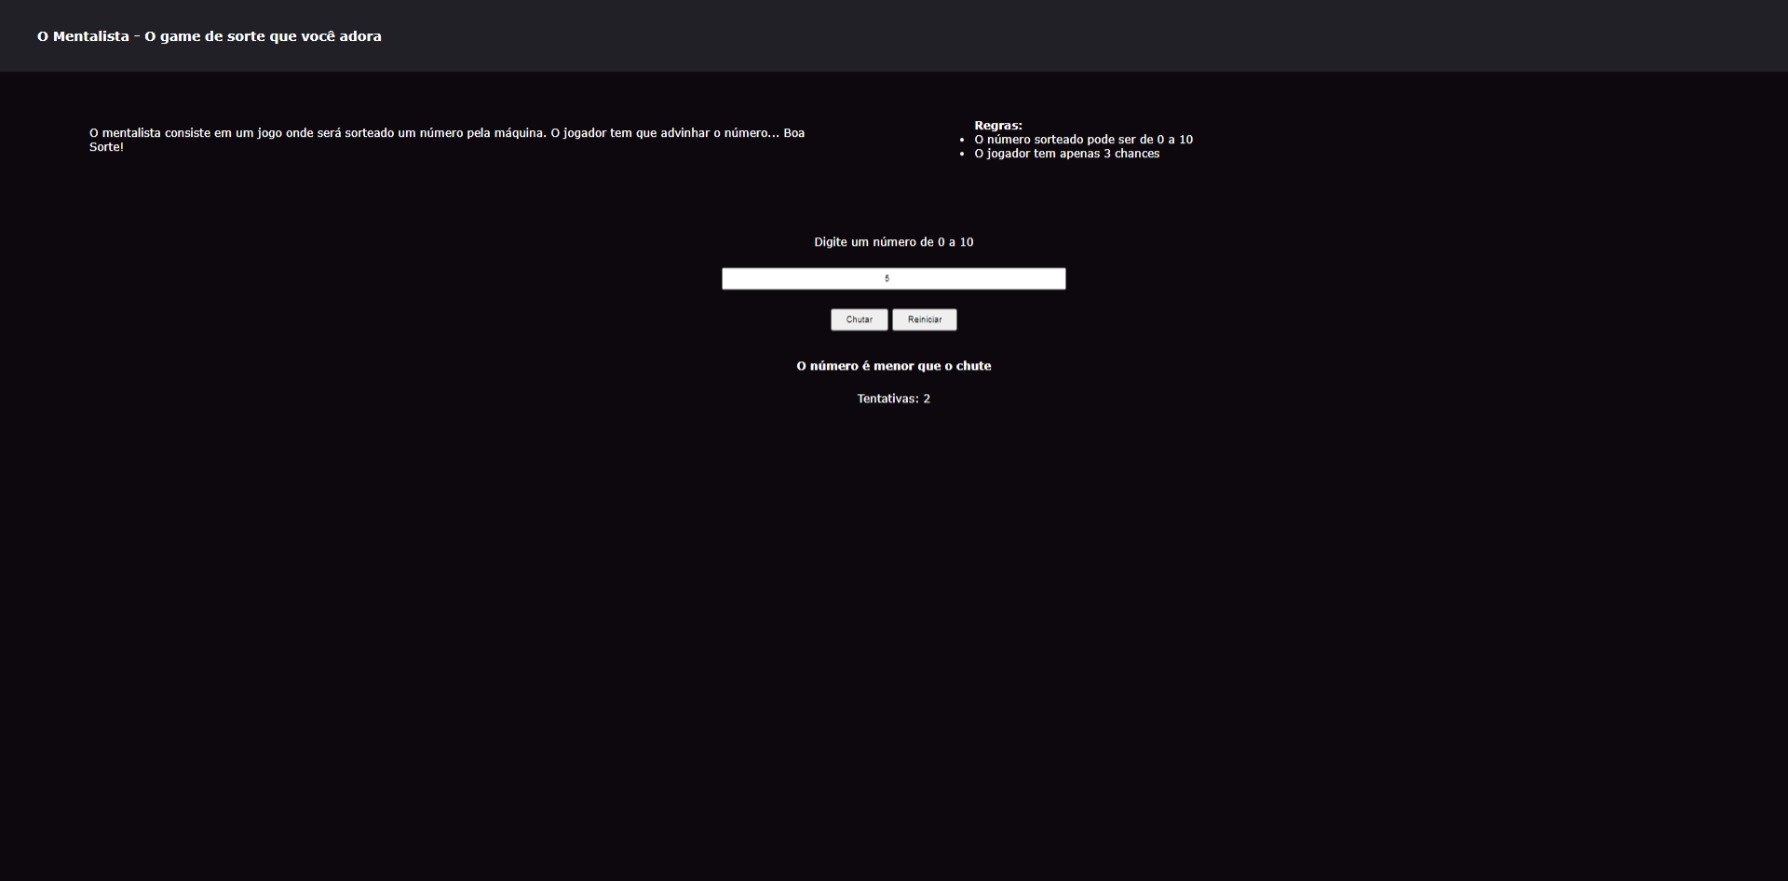 O Mentalista - O game de sorte que você adora
O mentalista consiste em um jogo onde será sorteado um número pela máquina. O jogador tem que advinhar o número... Boa
Sorte!
Regras:
• O número sorteado pode ser de 0 a 10
• O jogador tem apenas 3 chances
Digite um número de 0 a 10
5
Chutar Reiniciar
O número é menor que o chute
Tentativas: 2